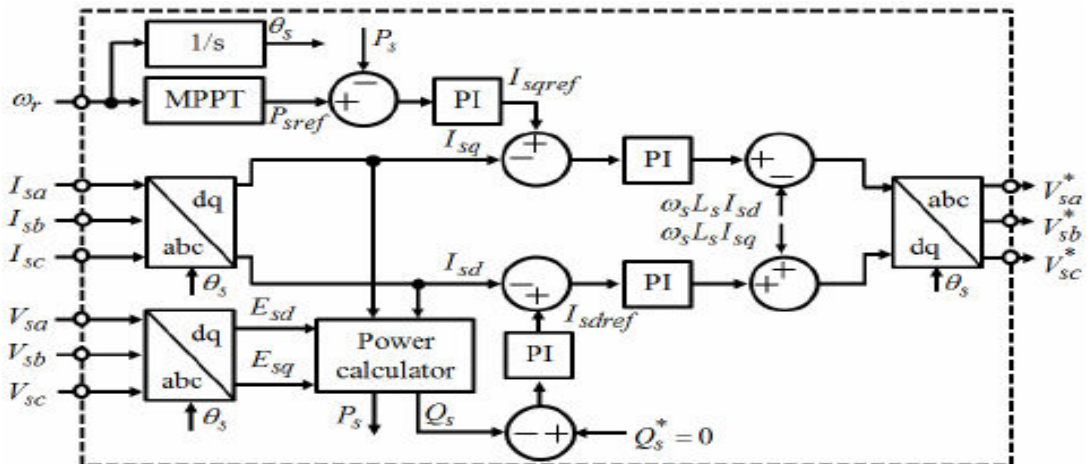 1/s
θs
Ps
ωr
MPPT
Psref
− +
PI
Isqref
Isq
− +
PI
+ −
Isa
Isb
Isc
dq
abc
θs
ωsLsIsd
ωsLsIsq
abc
dq
θs
V*sa
V*sb
V*sc
Isd
− +
PI
+ +
Isdref
PI
Vsa
Vsb
Vsc
dq
abc
θs
Esd
Esq
Power
calculator
Ps
Qs
− +
Q*s = 0